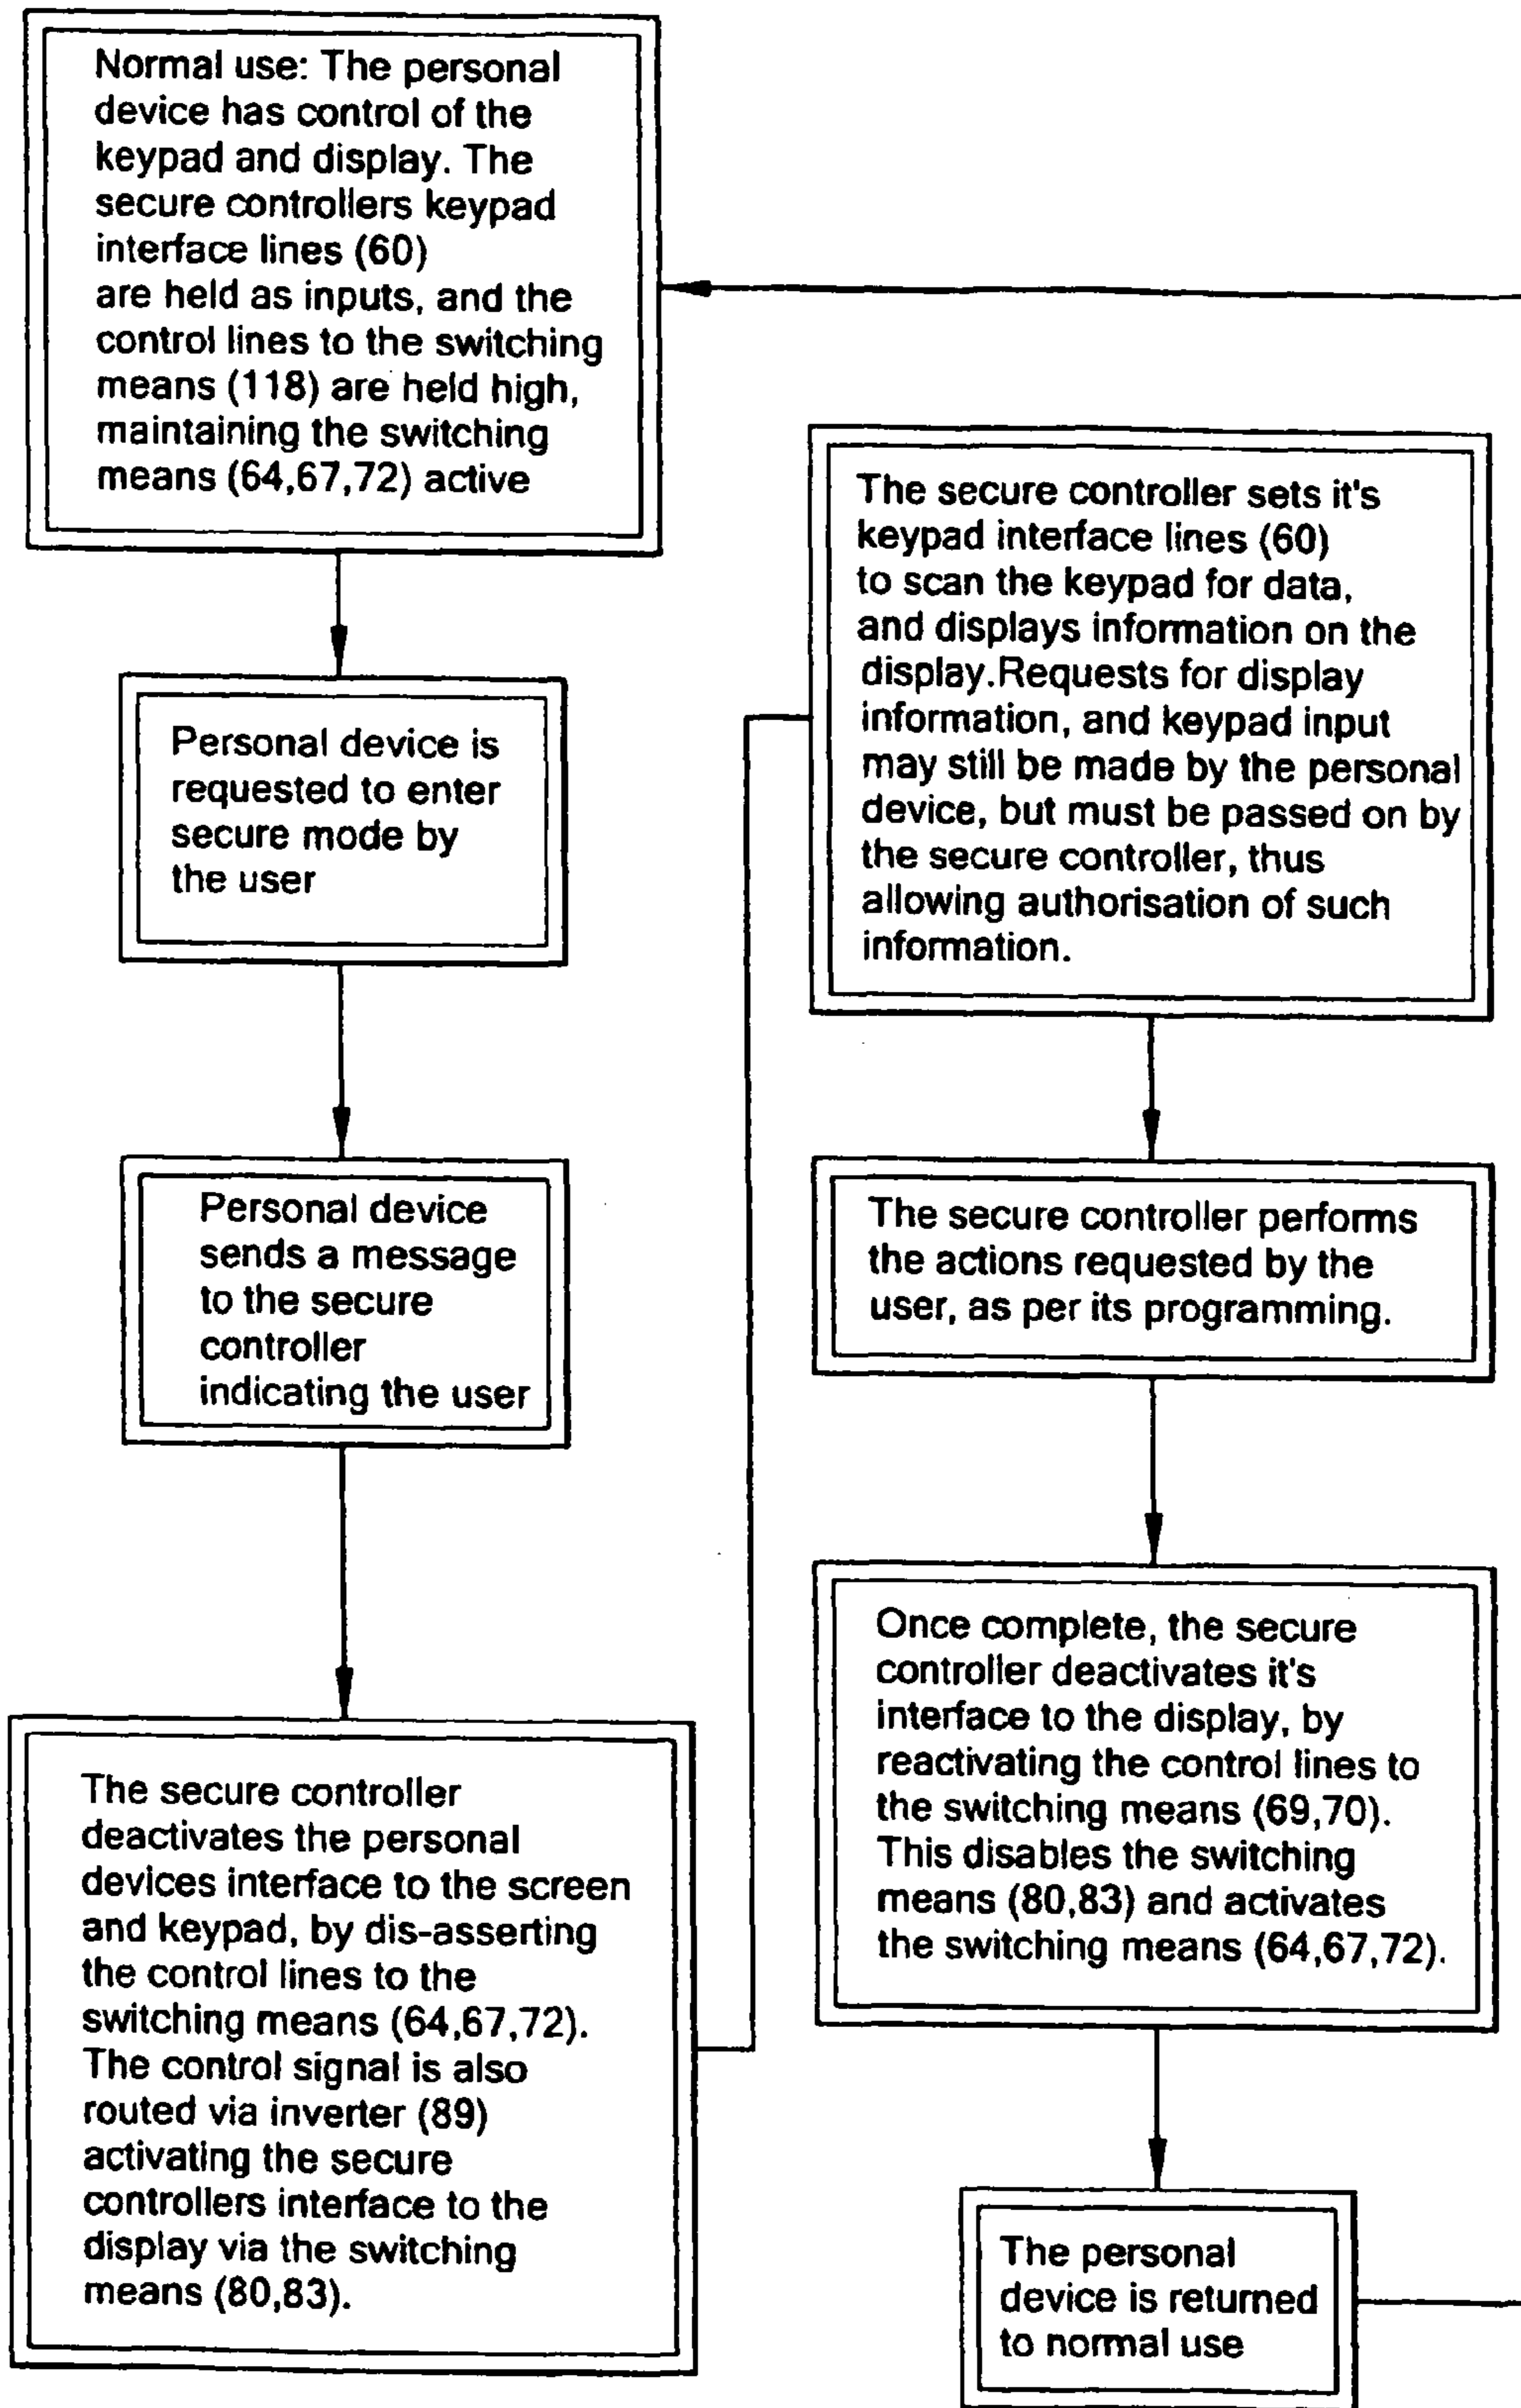 Normal use: The personal
device has control of the
keypad and display. The
secure controllers keypad
interface lines (60)
are held as inputs, and the
control lines to the switching
means (118) are held high,
maintaining the switching
means (64,67,72) active
Personal device is
requested to enter
secure mode by
the user
Personal device
sends a message
to the secure
controller
indicating the user
The secure controller
deactivates the personal
devices interface to the screen
and keypad, by dis-asserting
the control lines to the
switching means (64,67,72).
The control signal is also
routed via inverter (89)
activating the secure
controllers interface to the
display via the switching
means (80,83).
The secure controller sets it's
keypad interface lines (60)
to scan the keypad for data,
and displays information on the
display.Requests for display
information, and keypad input
may still be made by the personal
device, but must be passed on by
the secure controller, thus
allowing authorisation of such
information.
The secure controller performs
the actions requested by the
user, as per its programming.
Once complete, the secure
controller deactivates it's
interface to the display, by
reactivating the control lines to
the switching means (69,70).
This disables the switching
means (80,83) and activates
the switching means (64,67,72).
The personal
device is returned
to normal use